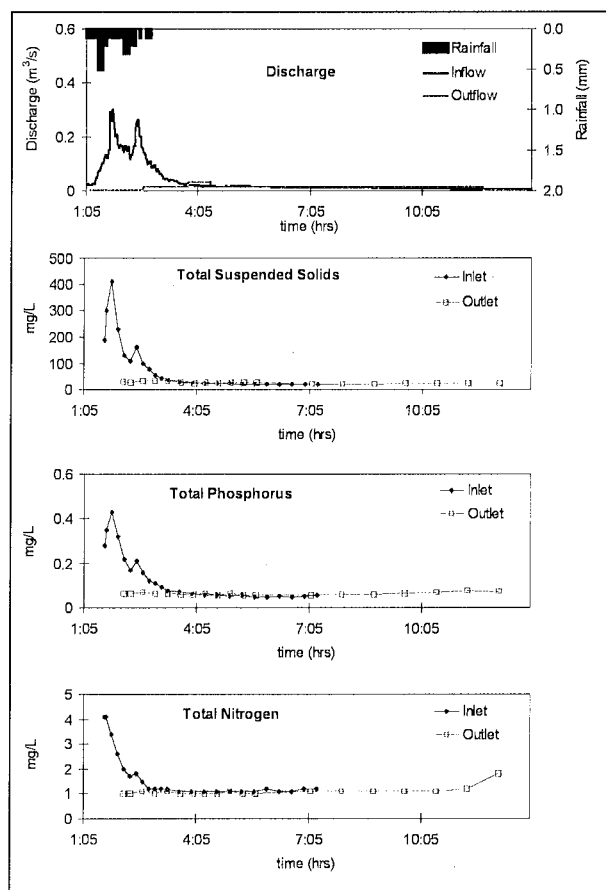 Discharge
Discharge (m³/s)
0.6
0.4
0.2
0
Rainfall
Inflow
Outflow
0.0
0.5
1.0
1.5
2.0
Rainfall (mm)
1:05 4:05 7:05 10:05
time (hrs)
Total Suspended Solids
mg/L
500
400
300
200
100
0
Inlet
Outlet
1:05 4:05 7:05 10:05
time (hrs)
Total Phosphorus
mg/L
0.6
0.4
0.2
0
Inlet
Outlet
1:05 4:05 7:05 10:05
time (hrs)
Total Nitrogen
mg/L
5
4
3
2
1
0
Inlet
Outlet
1:05 4:05 7:05 10:05
time (hrs)